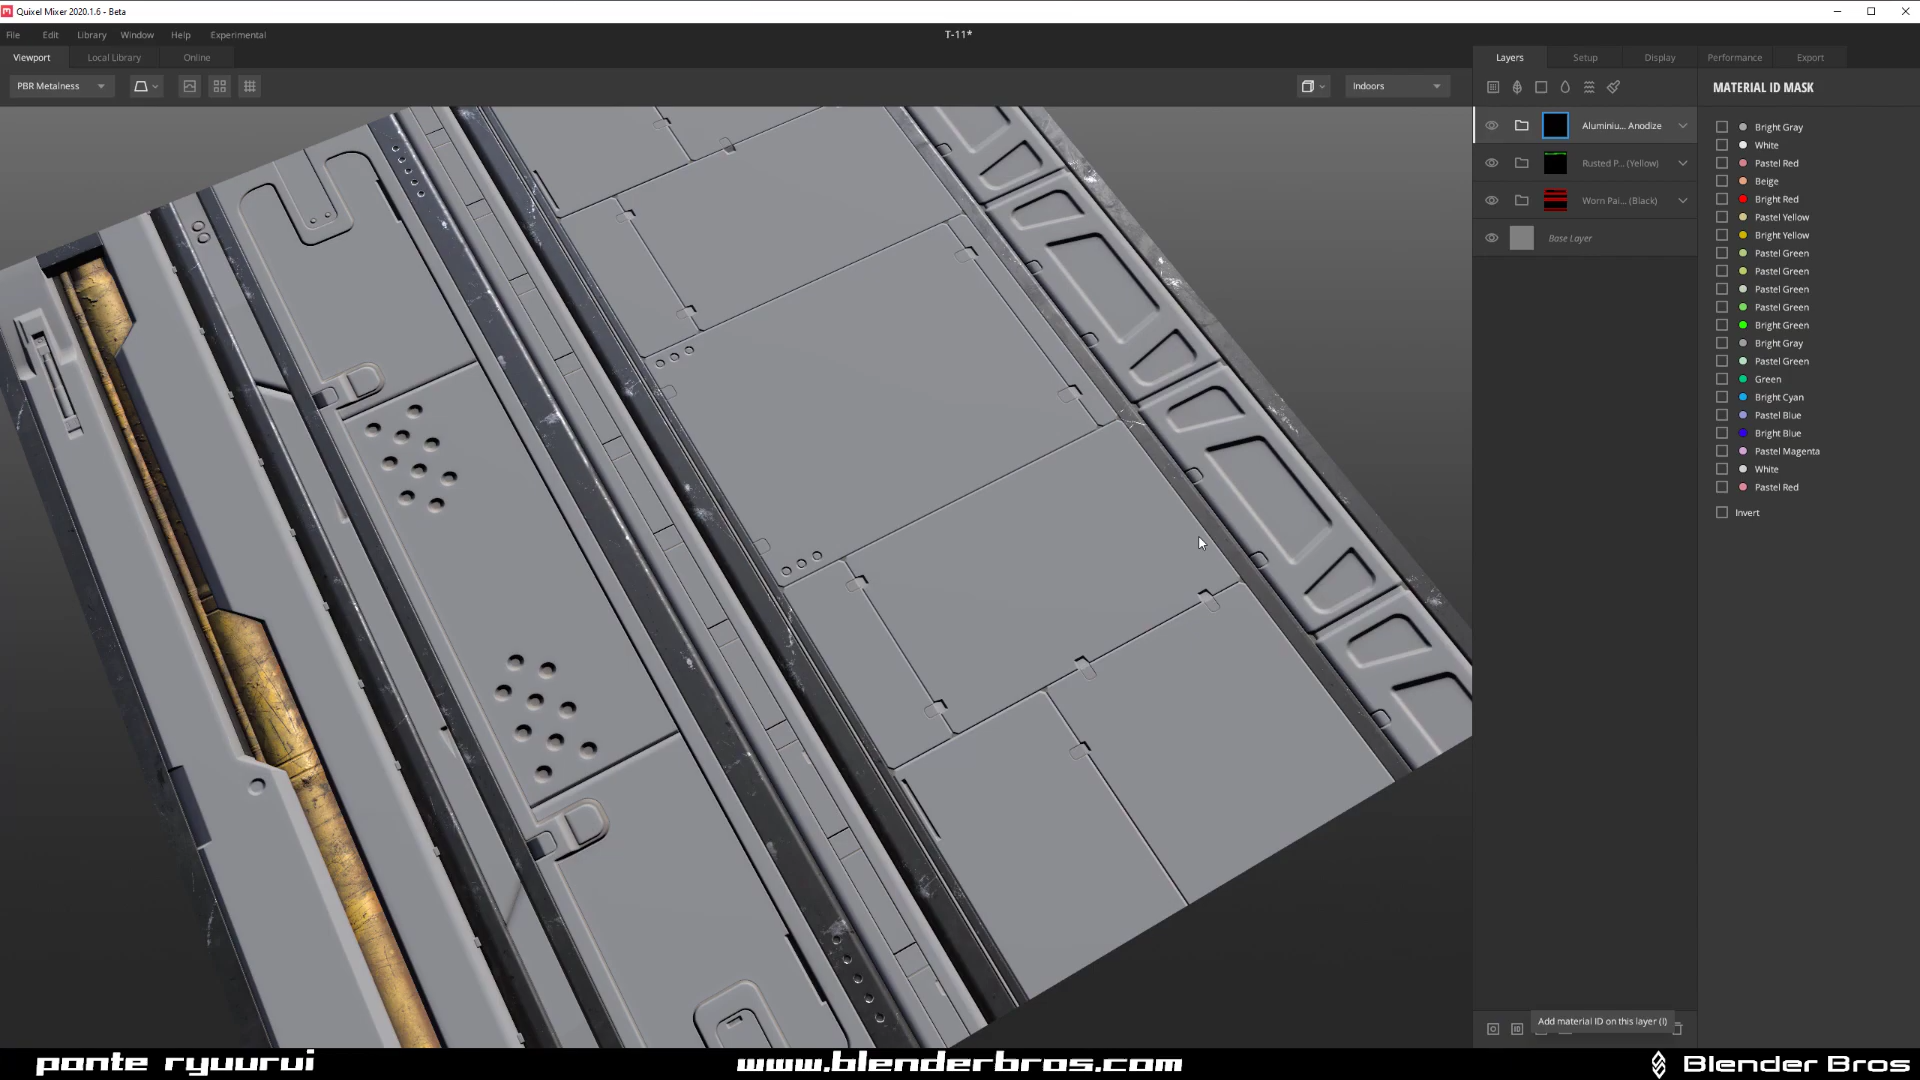 Quixel Mixer 2020.1.6 - Beta
File Edit Library Window Help Experimental
T-11*
Viewport Local Library Online
Layers Setup Display Performance Export
PBR Metalness
Indoors
MATERIAL ID MASK
Aluminiu... Anodize
Rusted P... (Yellow)
Worn Pai... (Black)
Base Layer
Bright Gray
White
Pastel Red
Beige
Bright Red
Pastel Yellow
Bright Yellow
Pastel Green
Pastel Green
Pastel Green
Pastel Green
Bright Green
Bright Gray
Pastel Green
Green
Bright Cyan
Pastel Blue
Bright Blue
Pastel Magenta
White
Pastel Red
Invert
Add material ID on this layer (I)
ponte ryuurui
www.blenderbros.com
Blender Bros